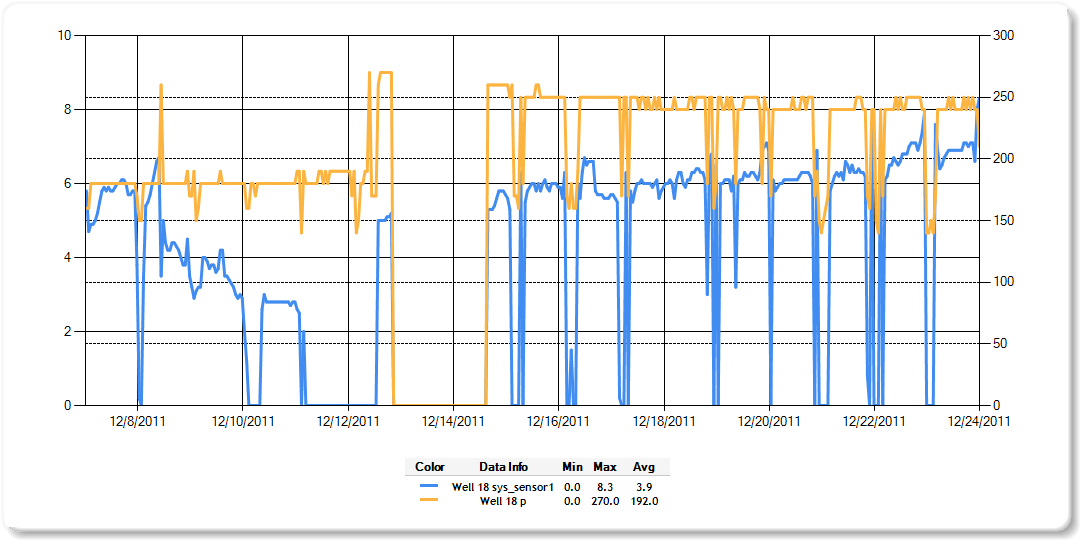 10 300
250
8
200
6
150
4
100
2
50
0 0
12/8/2011 12/10/2011 12/12/2011 12/14/2011 12/16/2011 12/18/2011 12/20/2011 12/22/2011 12/24/2011
Color Data Info Min Max Avg
Well 18 sys_sensor1 0.0 8.3 3.9
Well 18 p 0.0 270.0 192.0